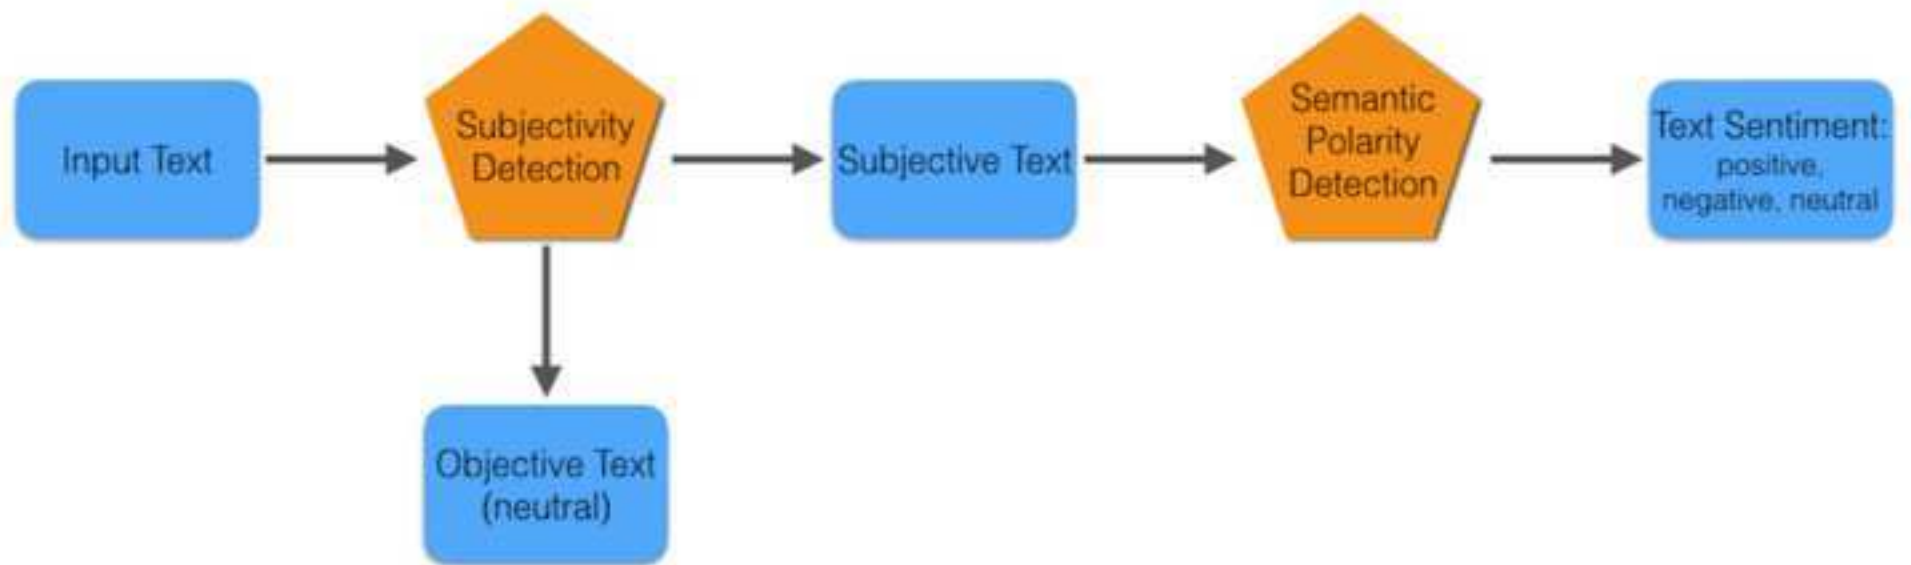 Input Text
Subjectivity
Detection
Subjective Text
Semantic
Polarity
Detection
Text Sentiment:
positive,
negative, neutral
Objective Text
(neutral)